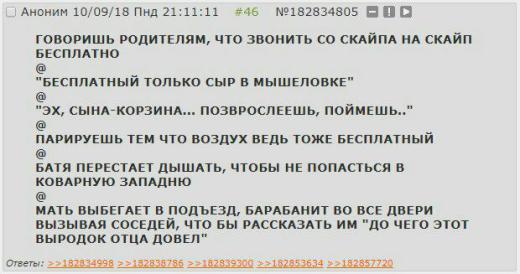 Аноним 10/09/18 Пнд 21:11:11 #46 №182834805
ГОВОРИШЬ РОДИТЕЛЯМ, ЧТО ЗВОНИТЬ СО СКАЙПА НА СКАЙП
БЕСПЛАТНО
@
"БЕСПЛАТНЫЙ ТОЛЬКО СЫР В МЫШЕЛОВКЕ"
@
"ЭХ, СЫНА-КОРЗИНА... ПОЗВРОСЛЕЕШЬ, ПОЙМЕШЬ.."
@
ПАРИРУЕШЬ ТЕМ ЧТО ВОЗДУХ ВЕДЬ ТОЖЕ БЕСПЛАТНЫЙ
@
БАТЯ ПЕРЕСТАЕТ ДЫШАТЬ, ЧТОБЫ НЕ ПОПАСТЬСЯ В
КОВАРНУЮ ЗАПАДНЮ
@
МАТЬ ВЫБЕГАЕТ В ПОДЪЕЗД, БАРАБАНИТ ВО ВСЕ ДВЕРИ
ВЫЗЫВАЯ СОСЕДЕЙ, ЧТО БЫ РАССКАЗАТЬ ИМ "ДО ЧЕГО ЭТОТ
ВЫРОДОК ОТЦА ДОВЕЛ"
Ответы: >>182834998 >>182838786 >>182839300 >>182853634 >>182857720